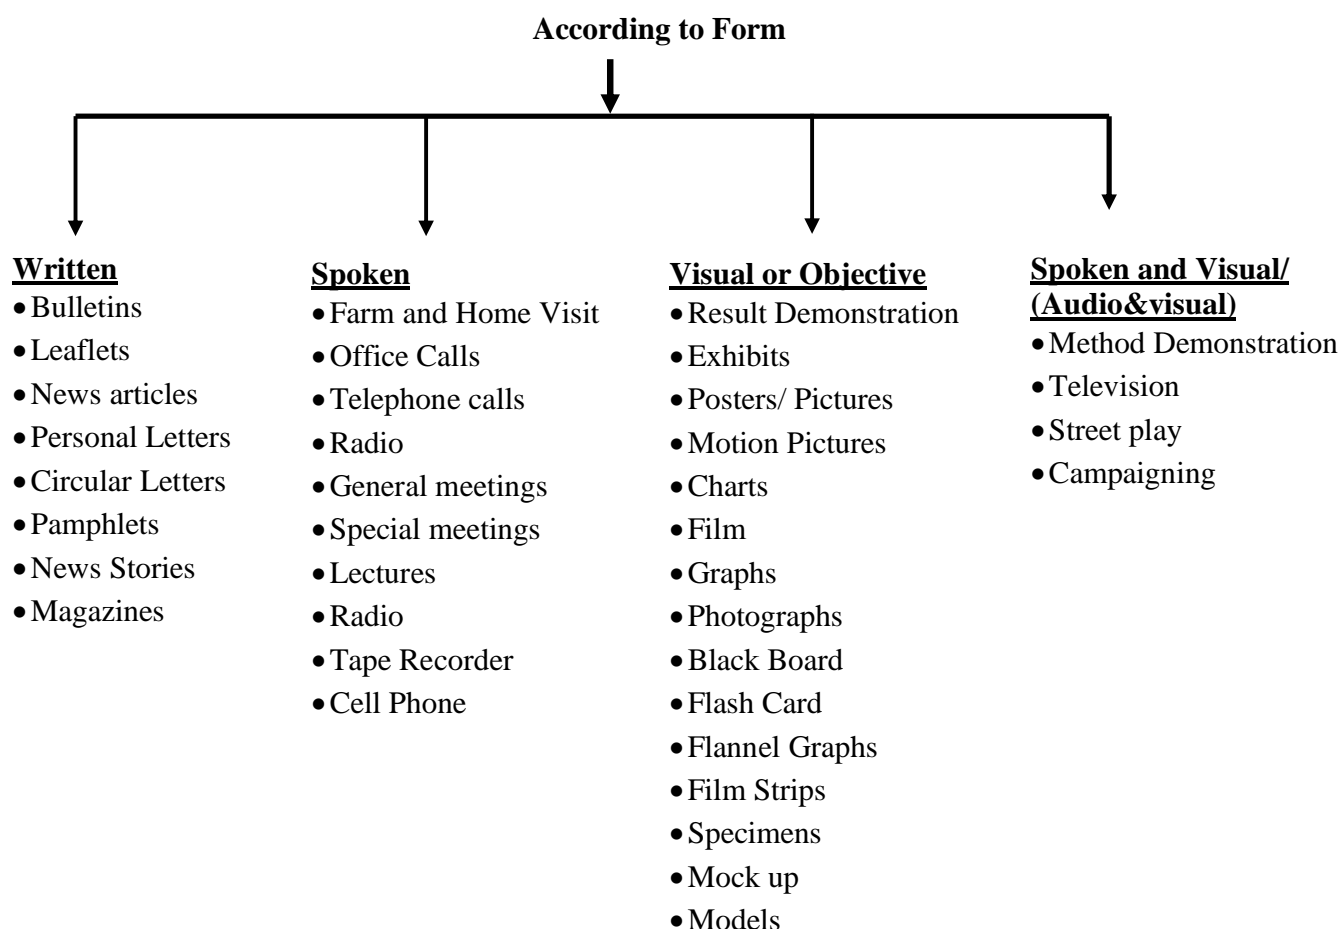 According to Form
Written
• Bulletins
• Leaflets
• News articles
• Personal Letters
• Circular Letters
• Pamphlets
• News Stories
• Magazines
Spoken
• Farm and Home Visit
• Office Calls
• Telephone calls
• Radio
• General meetings
• Special meetings
• Lectures
• Radio
• Tape Recorder
• Cell Phone
Visual or Objective
• Result Demonstration
• Exhibits
• Posters/ Pictures
• Motion Pictures
• Charts
• Film
• Graphs
• Photographs
• Black Board
• Flash Card
• Flannel Graphs
• Film Strips
• Specimens
• Mock up
• Models
Spoken and Visual/
(Audio&visual)
• Method Demonstration
• Television
• Street play
• Campaigning